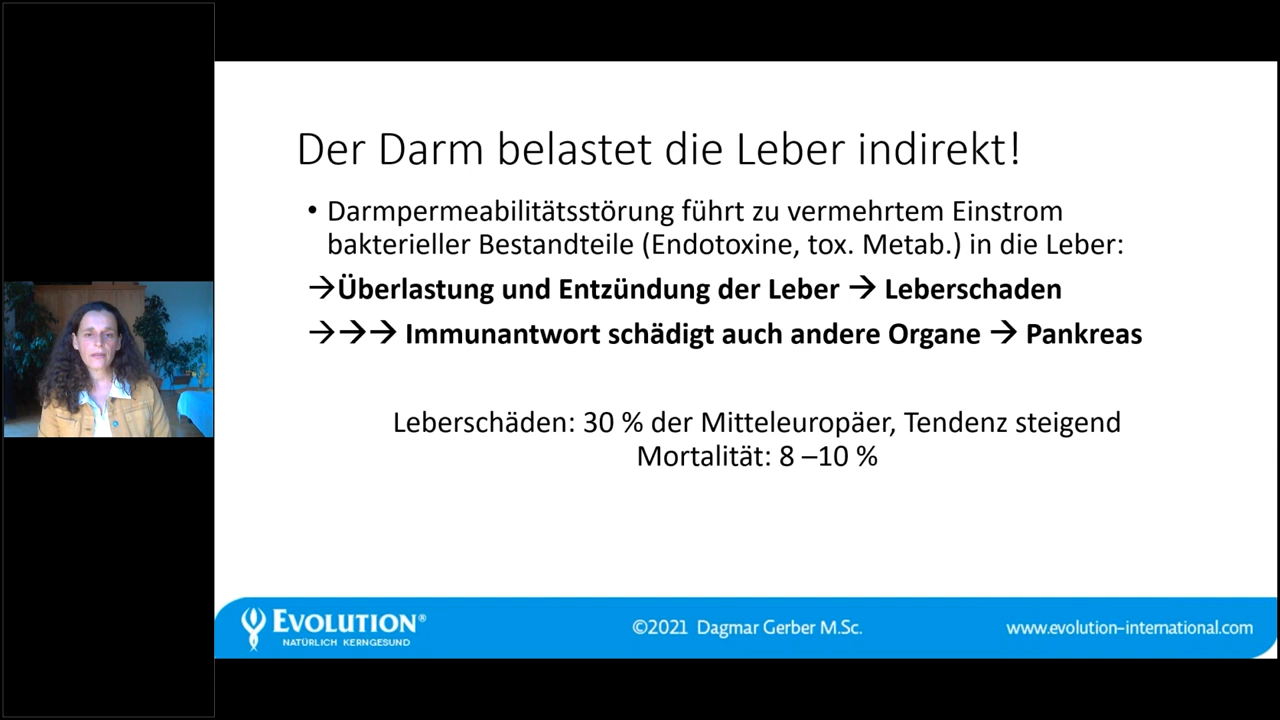 Der Darm belastet die Leber indirekt!
• Darmpermeabilitätsstörung führt zu vermehrtem Einstrom
bakterieller Bestandteile (Endotoxine, tox. Metab.) in die Leber:
→Überlastung und Entzündung der Leber → Leberschaden
→→→ Immunantwort schädigt auch andere Organe → Pankreas
Leberschäden: 30 % der Mitteleuropäer, Tendenz steigend
Mortalität: 8 –10 %
EVOLUTION®
NATÜRLICH KERNGESUND
©2021 Dagmar Gerber M.Sc.
www.evolution-international.com